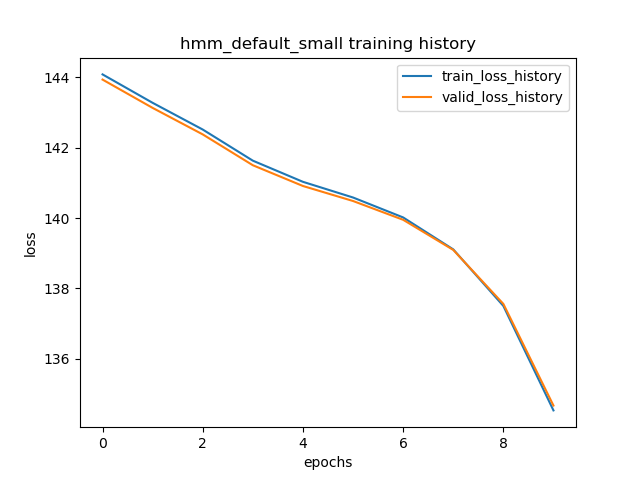 hmm_default_small training history
train_loss_history
valid_loss_history
loss
144
142
140
138
136
0 2 4 6 8
epochs